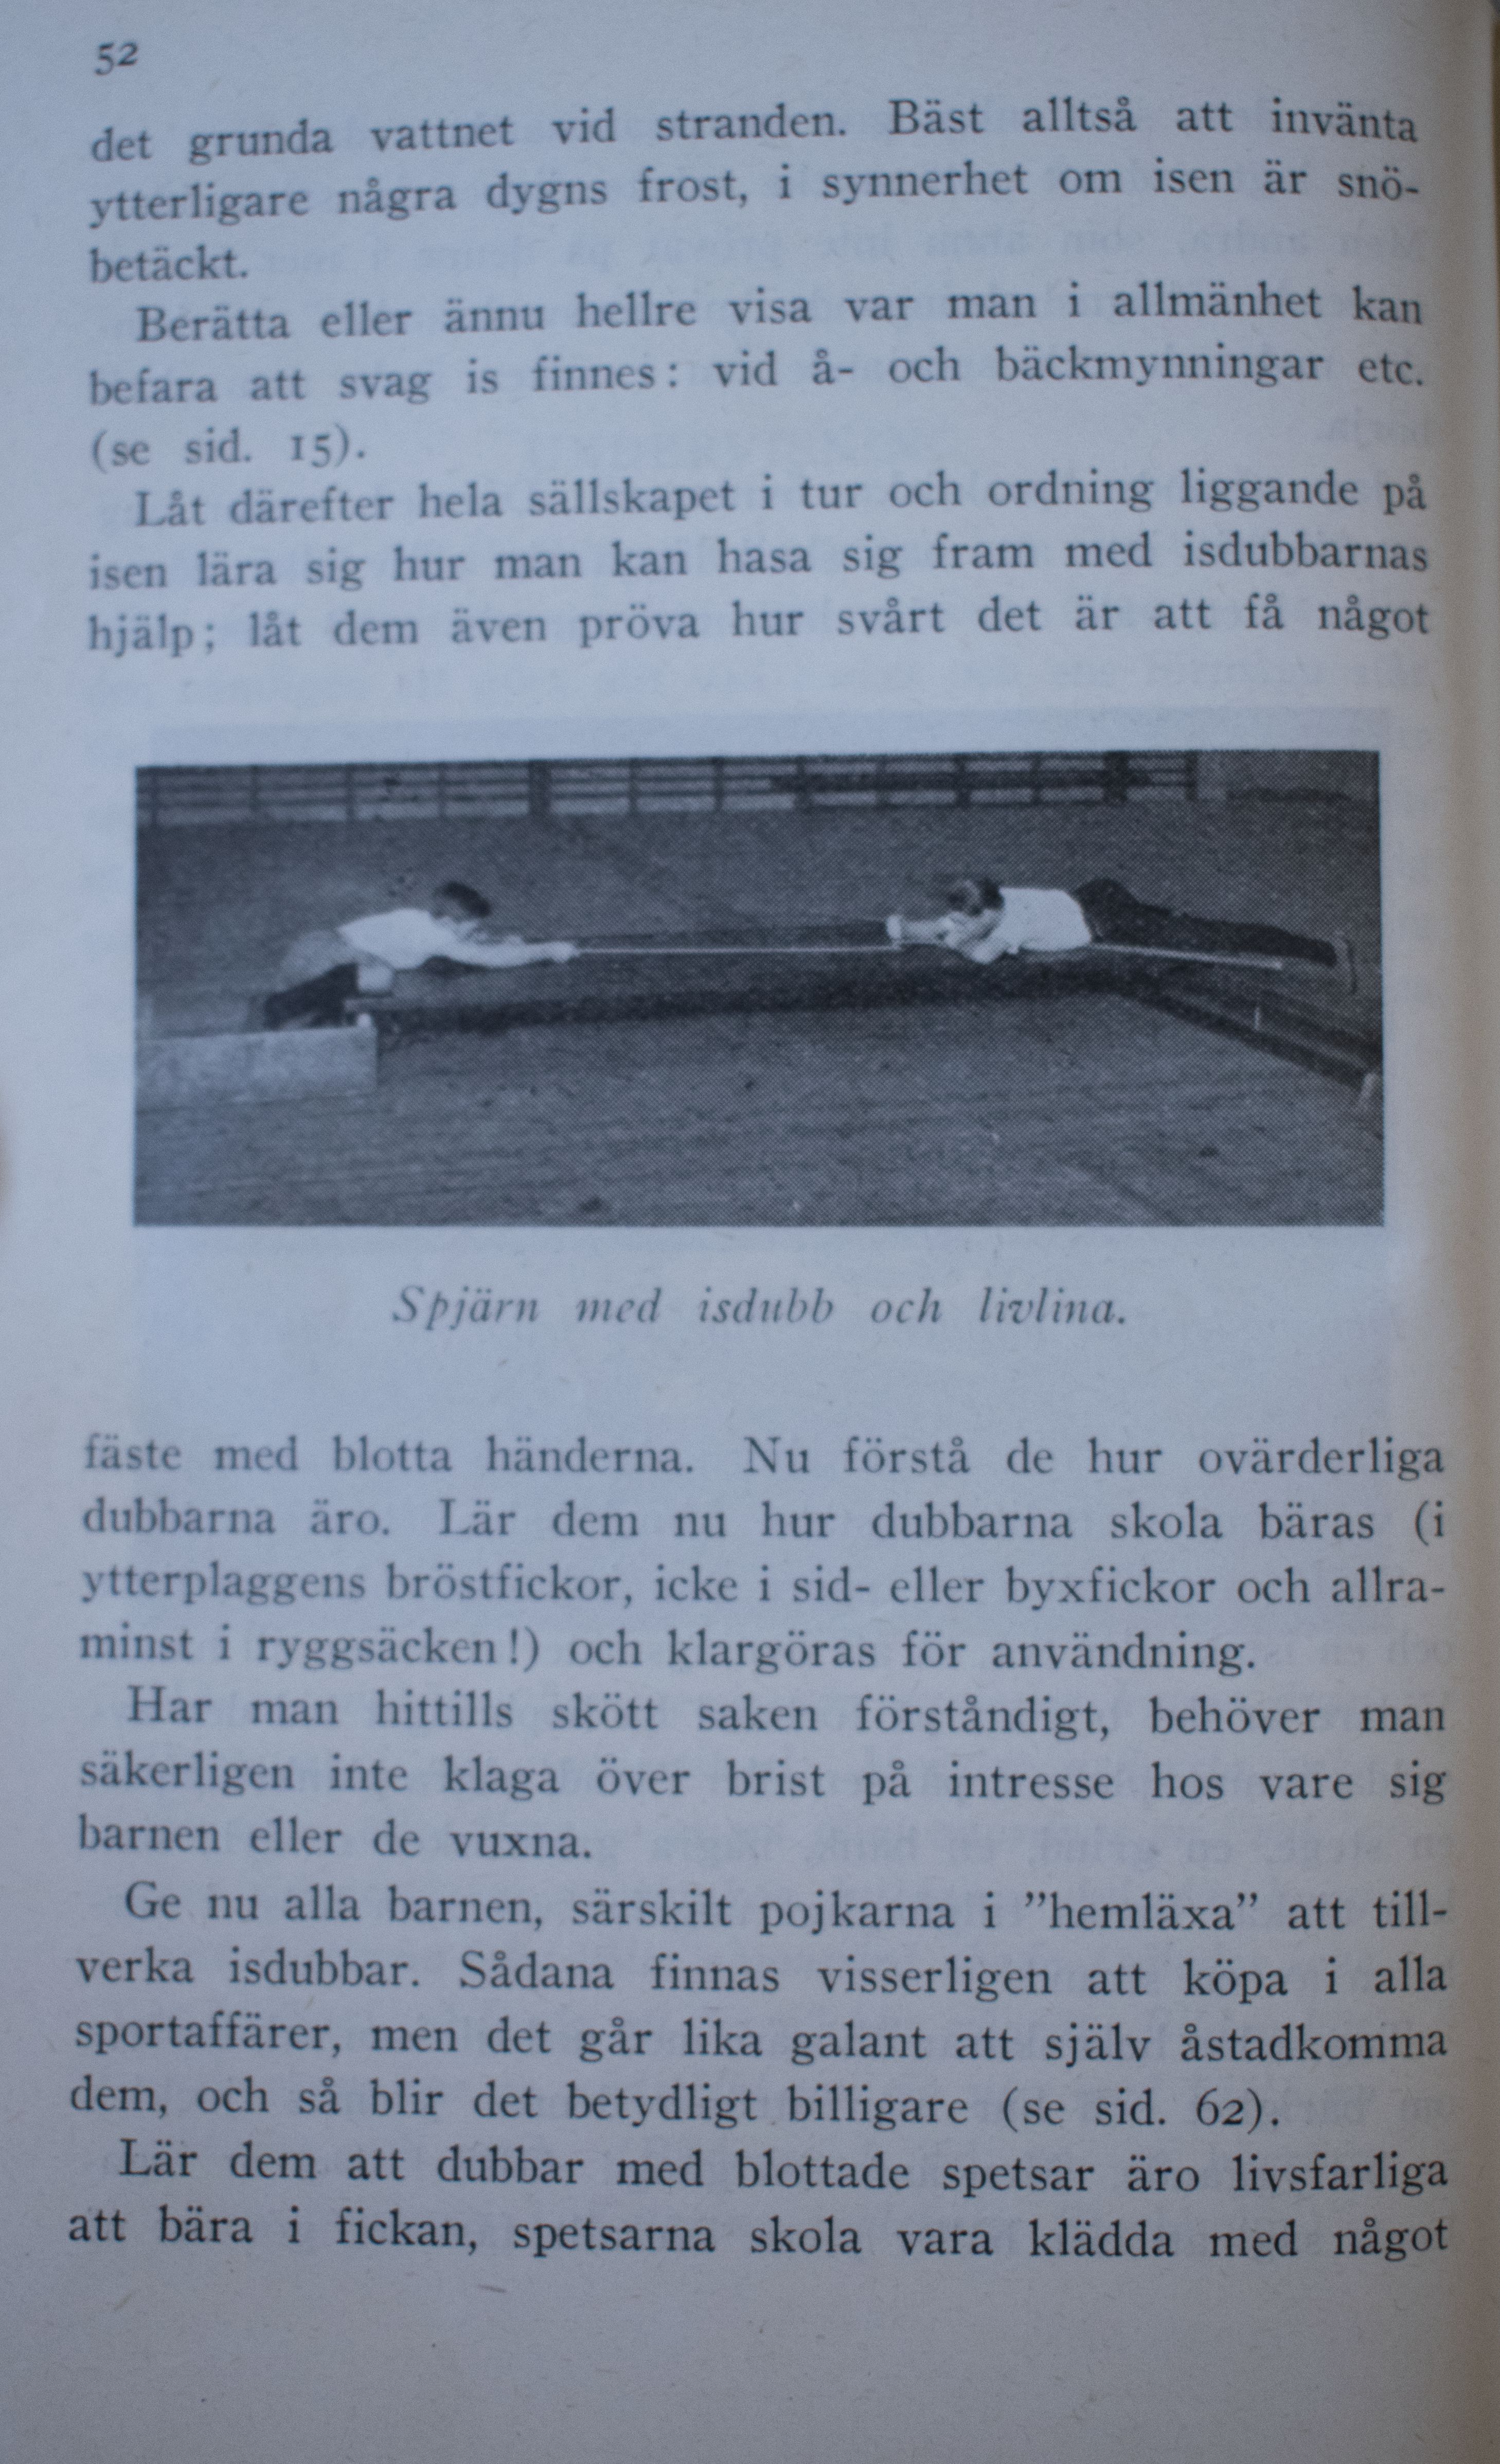 52
det grunda vattnet vid stranden. Bäst alltså att invänta
ytterligare några dygns frost, i synnerhet om isen är snö-
betäckt.
Berätta eller ännu hellre visa var man i allmänhet kan
befara att svag is finnes: vid å- och bäckmynningar etc.
(se sid. 15).
Låt därefter hela sällskapet i tur och ordning liggande på
isen lära sig hur man kan hasa sig fram med isdubbarnas
hjälp; låt dem även pröva hur svårt det är att få något
Spjärn med isdubb och livlina.
fäste med blotta händerna. Nu förstå de hur ovärderliga
dubbarna äro. Lär dem nu hur dubbarna skola bäras (i
ytterplaggens bröstfickor, icke i sid- eller byxfickor och allra-
minst i ryggsäcken!) och klargöras för användning.
Har man hittills skött saken förståndigt, behöver man
säkerligen inte klaga över brist på intresse hos vare sig
barnen eller de vuxna.
Ge nu alla barnen, särskilt pojkarna i ”hemläxa” att till-
verka isdubbar. Sådana finnas visserligen att köpa i alla
sportaffärer, men det går lika galant att själv åstadkomma
dem, och så blir det betydligt billigare (se sid. 62).
Lär dem att dubbar med blottade spetsar äro livsfarliga
att bära i fickan, spetsarna skola vara klädda med något